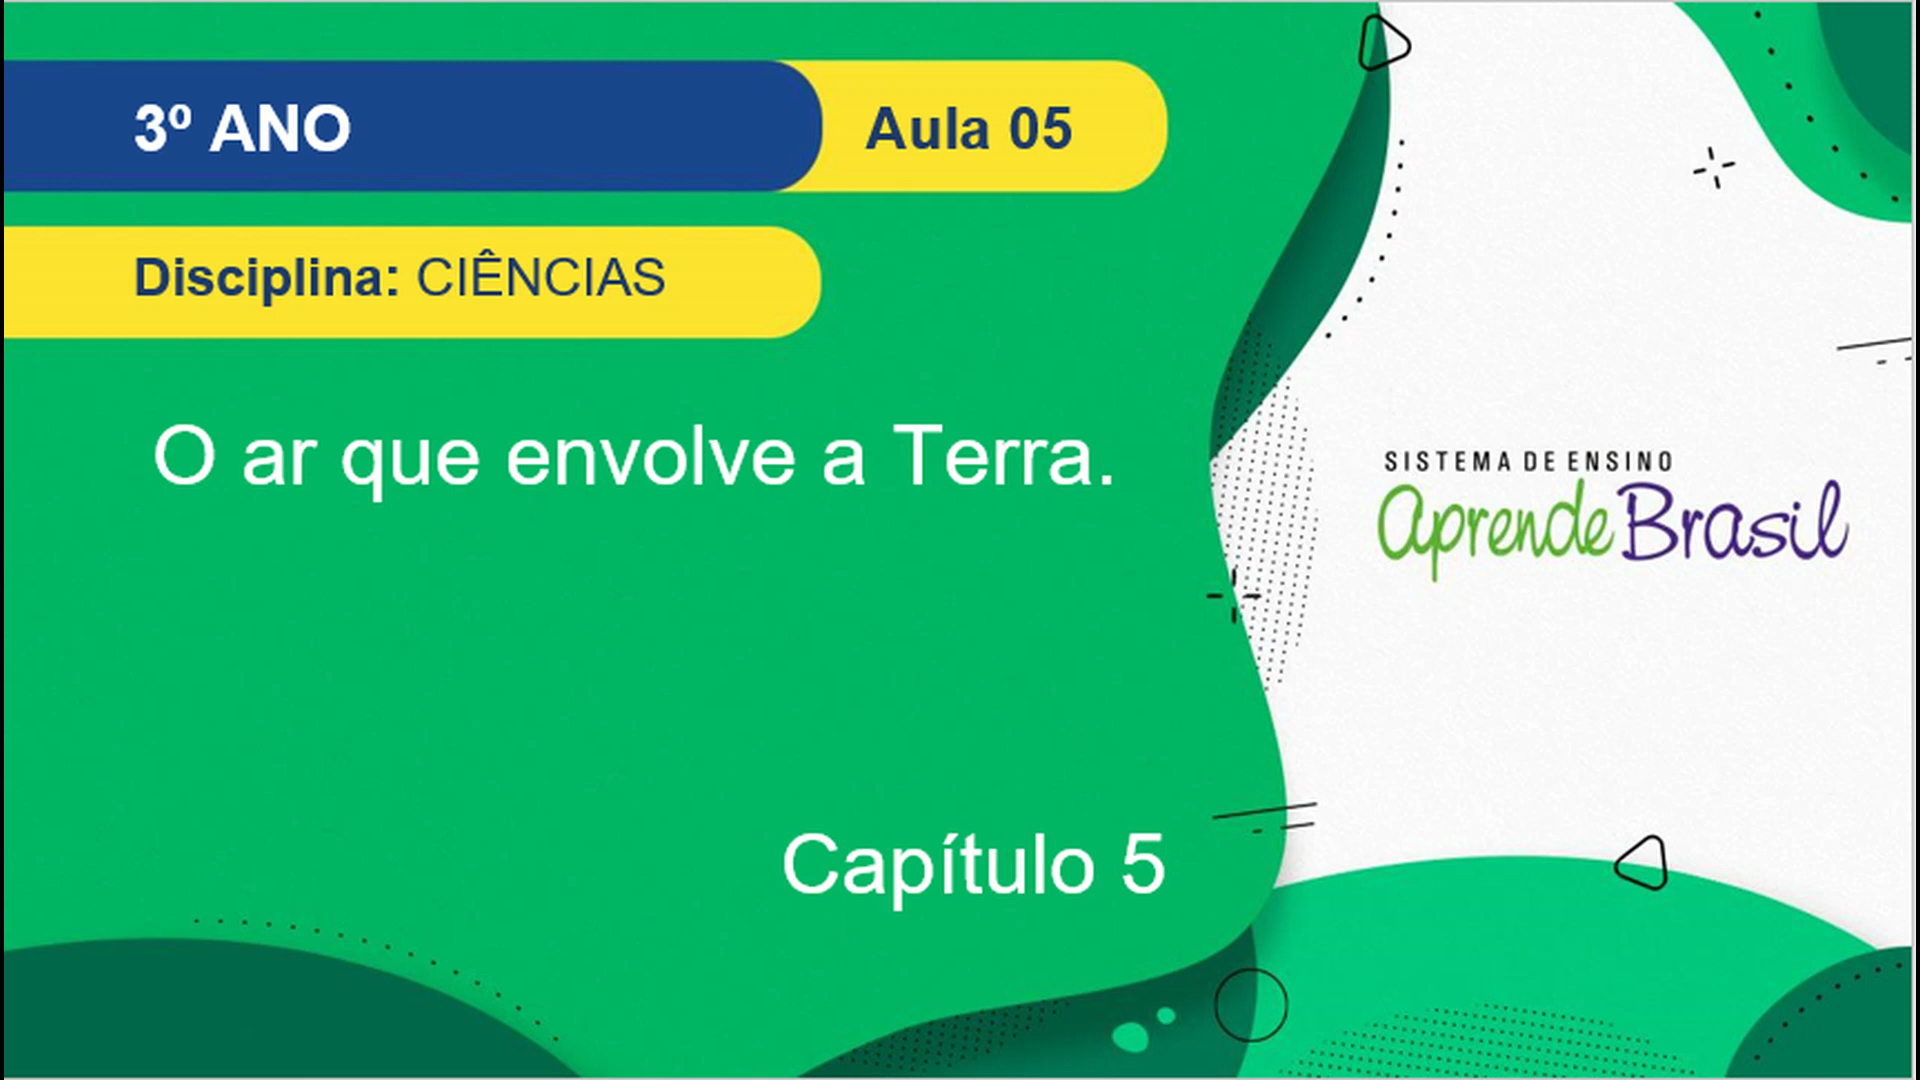 3º ANO
Aula 05
Disciplina: CIÊNCIAS
O ar que envolve a Terra.
SISTEMA DE ENSINO
aprende Brasil
Capítulo 5